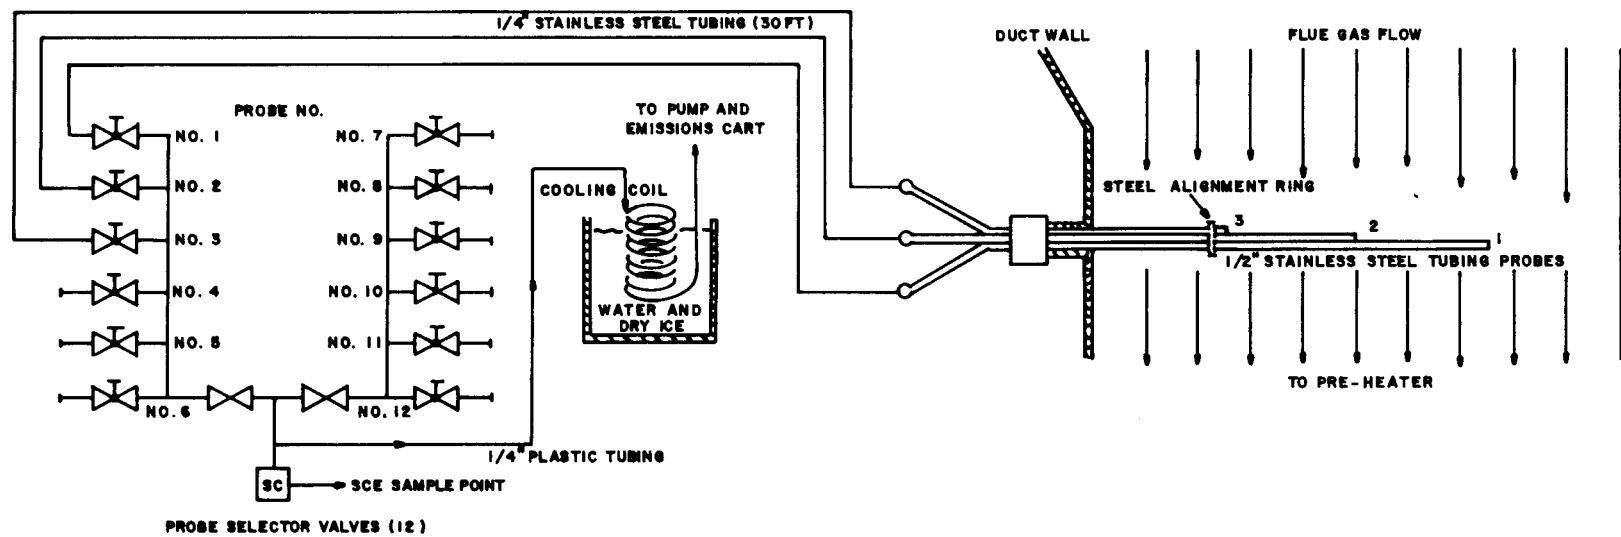 1/4" STAINLESS STEEL TUBING (30 FT)
DUCT WALL
FLUE GAS FLOW
PROBE NO.
TO PUMP AND
EMISSIONS CART
NO. 1
NO. 7
NO. 2
NO. 8
COOLING COIL
STEEL ALIGNMENT RING
NO. 3
NO. 9
3
2
1
1/2" STAINLESS STEEL TUBING PROBES
NO. 4
NO. 10
WATER AND
DRY ICE
NO. 5
NO. 11
TO PRE-HEATER
NO. 6
NO. 12
1/4" PLASTIC TUBING
SC
SCE SAMPLE POINT
PROBE SELECTOR VALVES (12)